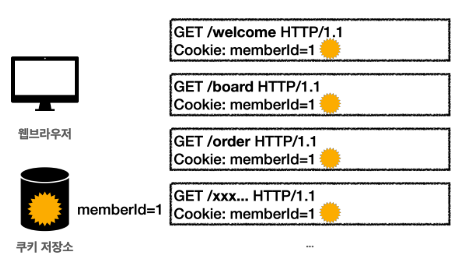 GET /welcome HTTP/1.1
Cookie: memberId=1
GET /board HTTP/1.1
Cookie: memberId=1
웹브라우저
GET /order HTTP/1.1
Cookie: memberId=1
GET /xxx... HTTP/1.1
memberId=1
Cookie: memberId=1
쿠키 저장소
...